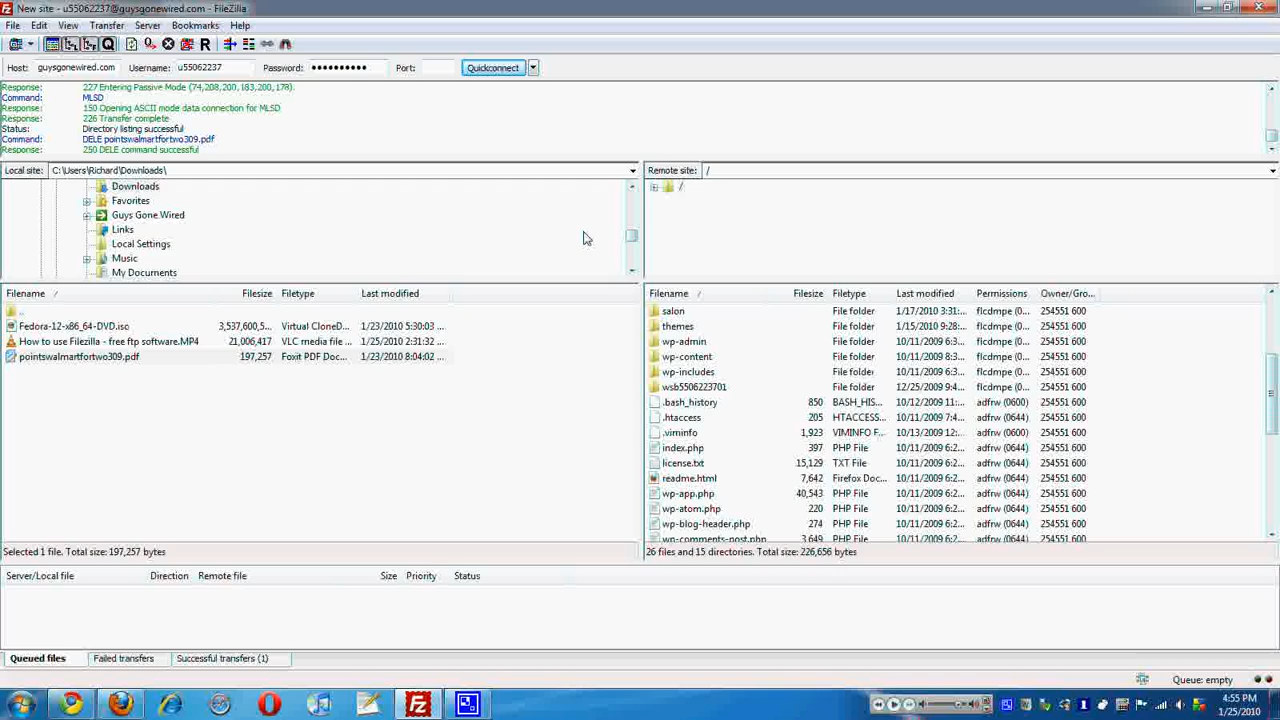 New site - u55062237@guysgonewired.com - FileZilla
File Edit View Transfer Server Bookmarks Help
Host: guysgonewired.com Username: u55062237 Password: •••••••••• Port: Quickconnect
Response: 227 Entering Passive Mode (74,208,200,183,200,178).
Command: MLSD
Response: 150 Opening ASCII mode data connection for MLSD
Response: 226 Transfer complete
Status: Directory listing successful
Command: DELE pointswalmartfortwo309.pdf
Response: 250 DELE command successful
Local site: C:\Users\Richard\Downloads\
Downloads
Favorites
Guys Gone Wired
Links
Local Settings
Music
My Documents
Remote site: /
/
Filename / Filesize Filetype Last modified
..
Fedora-12-x86_64-DVD.iso 3,537,600,5... Virtual CloneD... 1/23/2010 5:30:03 ...
How to use Filezilla - free ftp software.MP4 21,006,417 VLC media file ... 1/25/2010 2:31:32 ...
pointswalmartfortwo309.pdf 197,257 Foxit PDF Doc... 1/23/2010 8:04:02 ...
Selected 1 file. Total size: 197,257 bytes
Filename / Filesize Filetype Last modified Permissions Owner/Gro...
salon File folder 1/17/2010 3:31:... flcdmpe (0... 254551 600
themes File folder 1/15/2010 9:28:... flcdmpe (0... 254551 600
wp-admin File folder 10/11/2009 6:3... flcdmpe (0... 254551 600
wp-content File folder 10/11/2009 8:3... flcdmpe (0... 254551 600
wp-includes File folder 10/11/2009 6:3... flcdmpe (0... 254551 600
wsb5506223701 File folder 12/25/2009 9:4... flcdmpe (0... 254551 600
.bash_history 850 BASH_HIS... 10/12/2009 11:... adfrw (0600) 254551 600
.htaccess 205 HTACCESS... 10/11/2009 7:4... adfrw (0644) 254551 600
.viminfo 1,923 VIMINFO F... 10/13/2009 12:... adfrw (0600) 254551 600
index.php 397 PHP File 10/11/2009 6:2... adfrw (0644) 254551 600
license.txt 15,129 TXT File 10/11/2009 6:2... adfrw (0644) 254551 600
readme.html 7,642 Firefox Doc... 10/11/2009 6:2... adfrw (0644) 254551 600
wp-app.php 40,543 PHP File 10/11/2009 6:2... adfrw (0644) 254551 600
wp-atom.php 220 PHP File 10/11/2009 6:2... adfrw (0644) 254551 600
wp-blog-header.php 274 PHP File 10/11/2009 6:2... adfrw (0644) 254551 600
wp-comments-post.php 3,649 PHP File 10/11/2009 6:2... adfrw (0644) 254551 600
26 files and 15 directories. Total size: 226,656 bytes
Server/Local file Direction Remote file Size Priority Status
Queued files Failed transfers Successful transfers (1)
Queue: empty
4:55 PM
1/25/2010